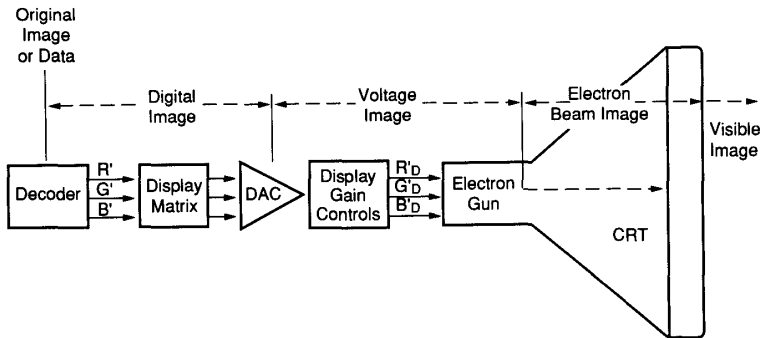 Original
Image
or Data
Digital
Image
Voltage
Image
Electron
Beam Image
Visible
Image
Decoder
R'
G'
B'
Display
Matrix
DAC
Display
Gain
Controls
R'D
G'D
B'D
Electron
Gun
CRT